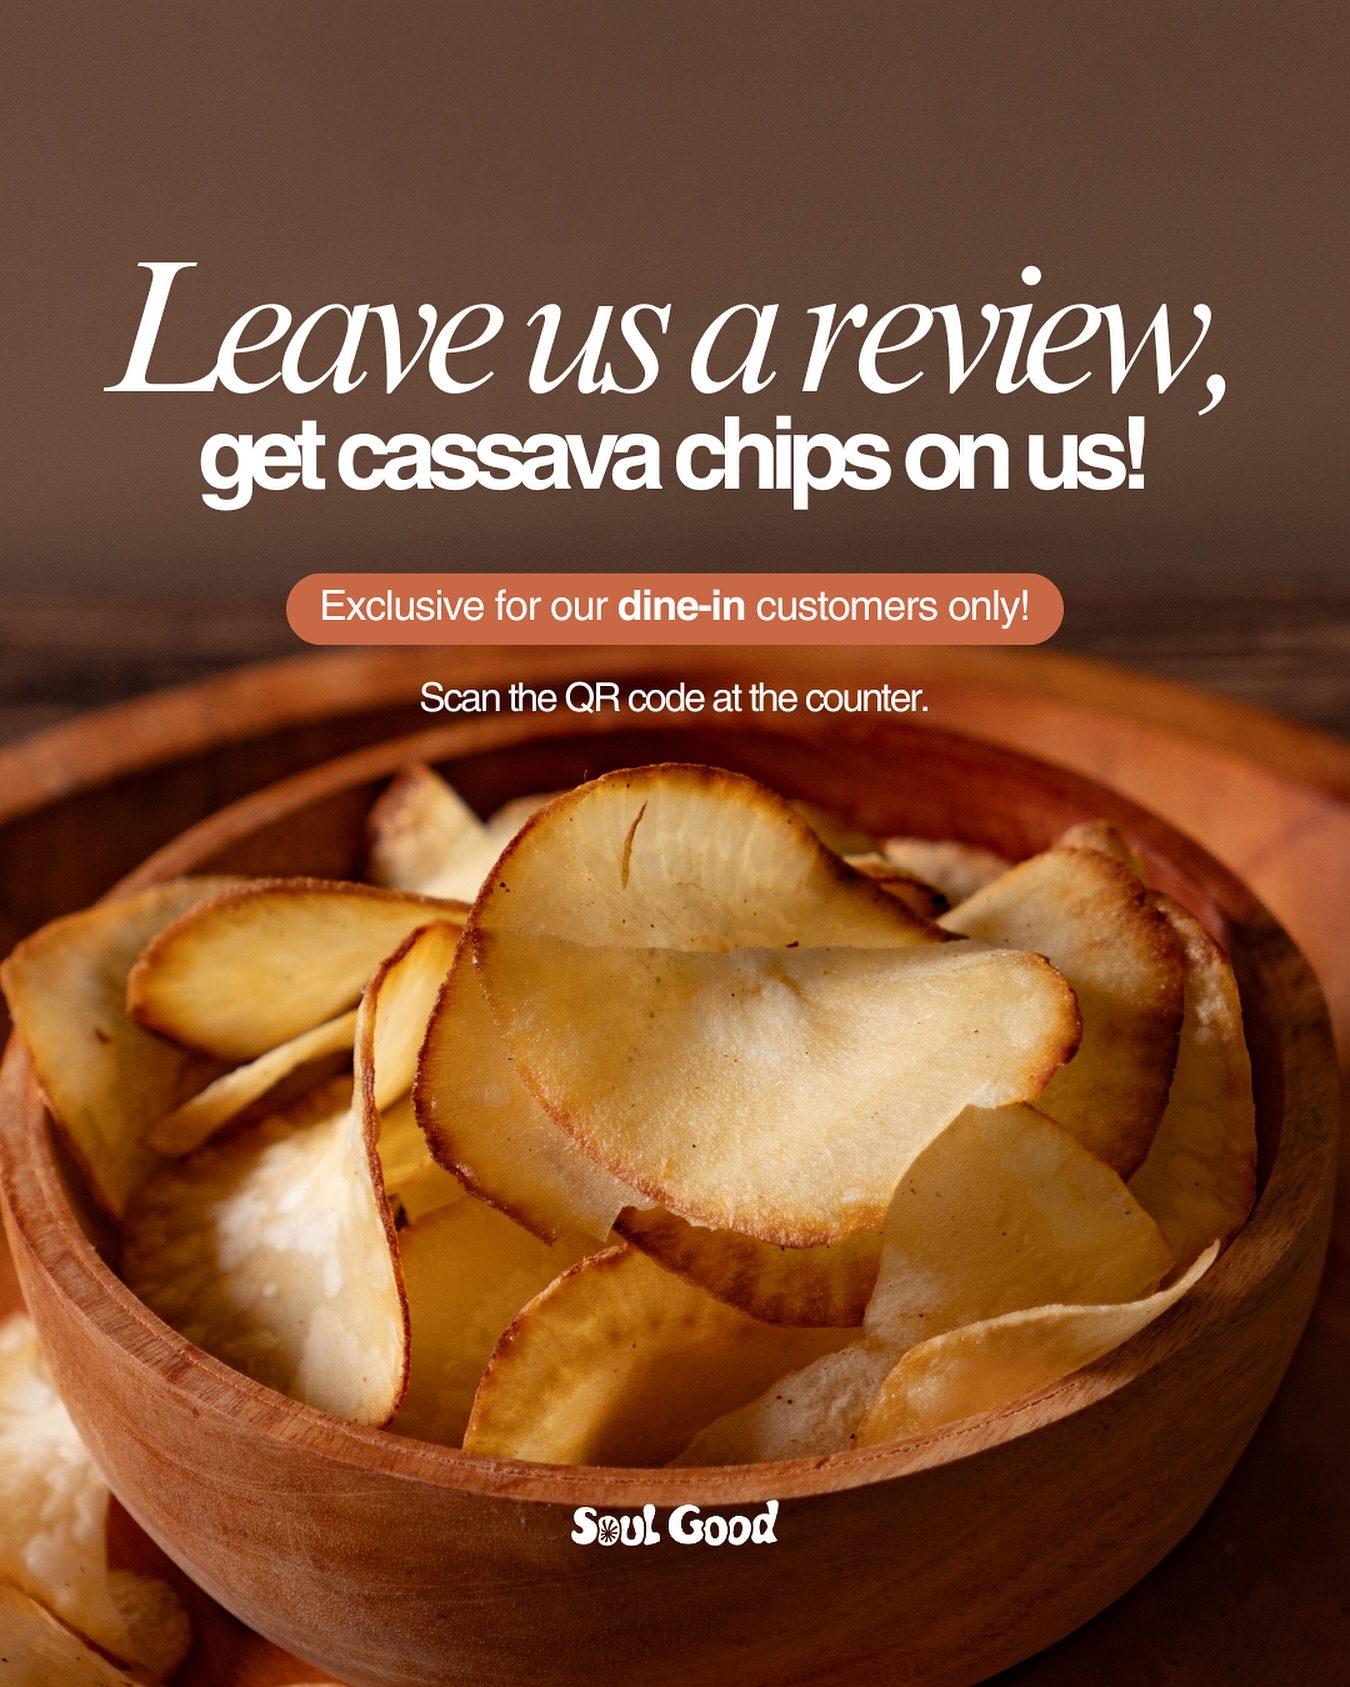 Leave us a review,
get cassava chips on us!
Exclusive for our dine-in customers only!
Scan the QR code at the counter.
Soul Good